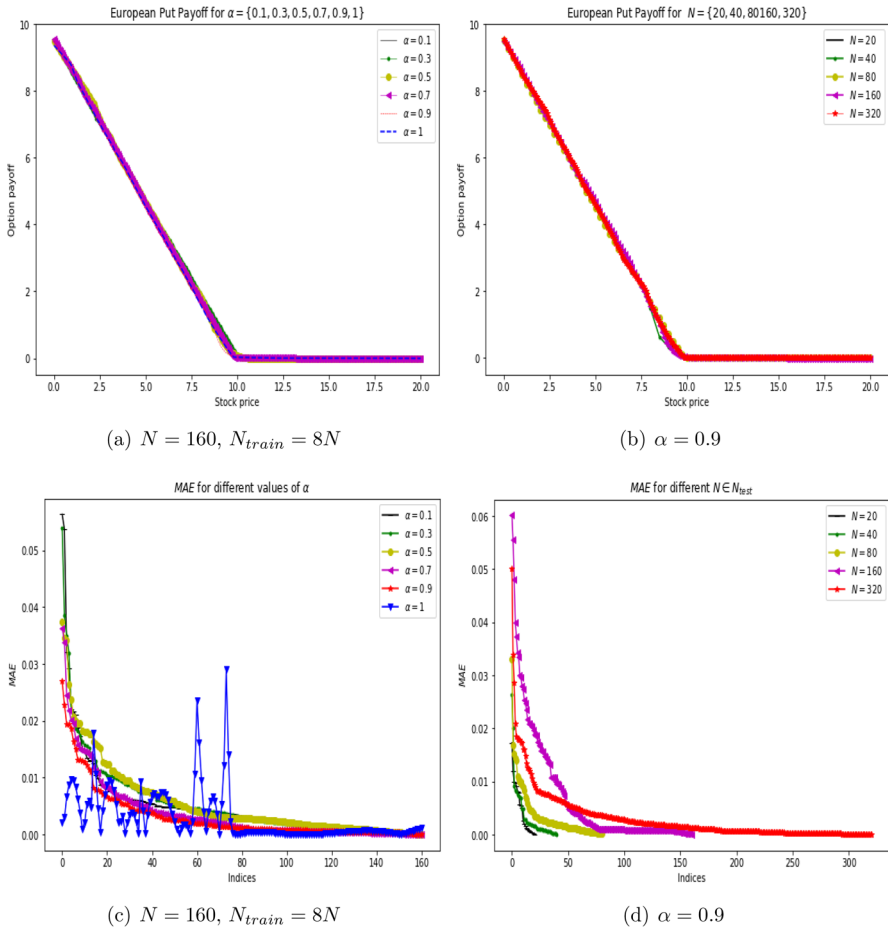 European Put Payoff for α = {0.1, 0.3, 0.5, 0.7, 0.9, 1}
10
8
6
4
2
0
Option payoff
0.0 2.5 5.0 7.5 10.0 12.5 15.0 17.5 20.0
Stock price
α = 0.1
α = 0.3
α = 0.5
α = 0.7
α = 0.9
α = 1
(a) N = 160, N_train = 8N
European Put Payoff for N = {20, 40, 80160, 320}
10
8
6
4
2
0
Option payoff
0.0 2.5 5.0 7.5 10.0 12.5 15.0 17.5 20.0
Stock price
N = 20
N = 40
N = 80
N = 160
N = 320
(b) α = 0.9
MAE for different values of α
0.05
0.04
0.03
0.02
0.01
0.00
MAE
0 20 40 60 80 100 120 140 160
Indices
α = 0.1
α = 0.3
α = 0.5
α = 0.7
α = 0.9
α = 1
(c) N = 160, N_train = 8N
MAE for different N ∈ N_test
0.06
0.05
0.04
0.03
0.02
0.01
0.00
MAE
0 50 100 150 200 250 300
Indices
N = 20
N = 40
N = 80
N = 160
N = 320
(d) α = 0.9